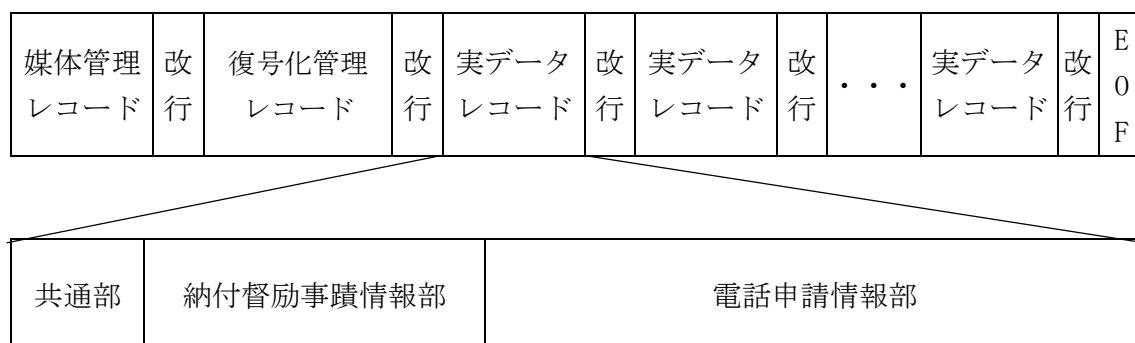 媒体管理レコード 改行 復号化管理レコード 改行 実データレコード 改行 実データレコード 改行 ・・・ 実データレコード 改行 EOF
共通部 納付督励事蹟情報部 電話申請情報部